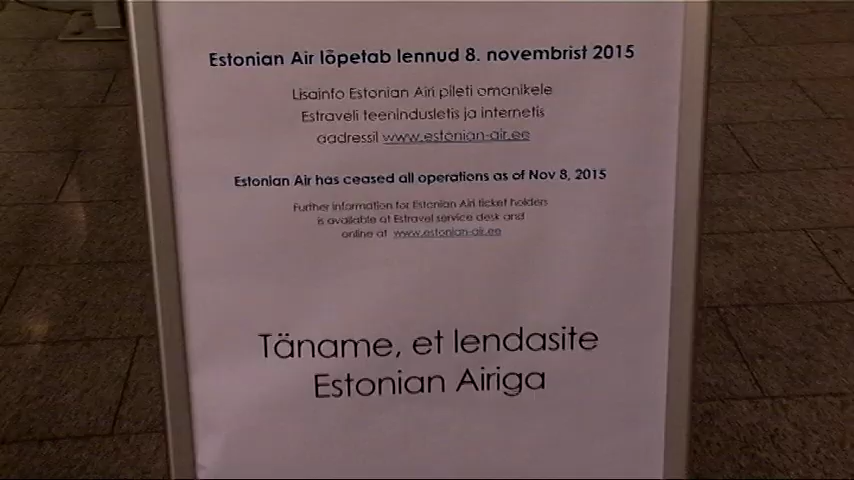 Estonian Air lõpetab lennud 8. novembrist 2015
Lisainfo Estonian Airi pileti omanikele
Estraveli teenindusletis ja internetis
aadressil www.estonian-air.ee
Estonian Air has ceased all operations as of Nov 8, 2015
Further information for Estonian Airi ticket holders
is available at Estravel service desk and
online at www.estonian-air.ee
Täname, et lendasite
Estonian Airiga